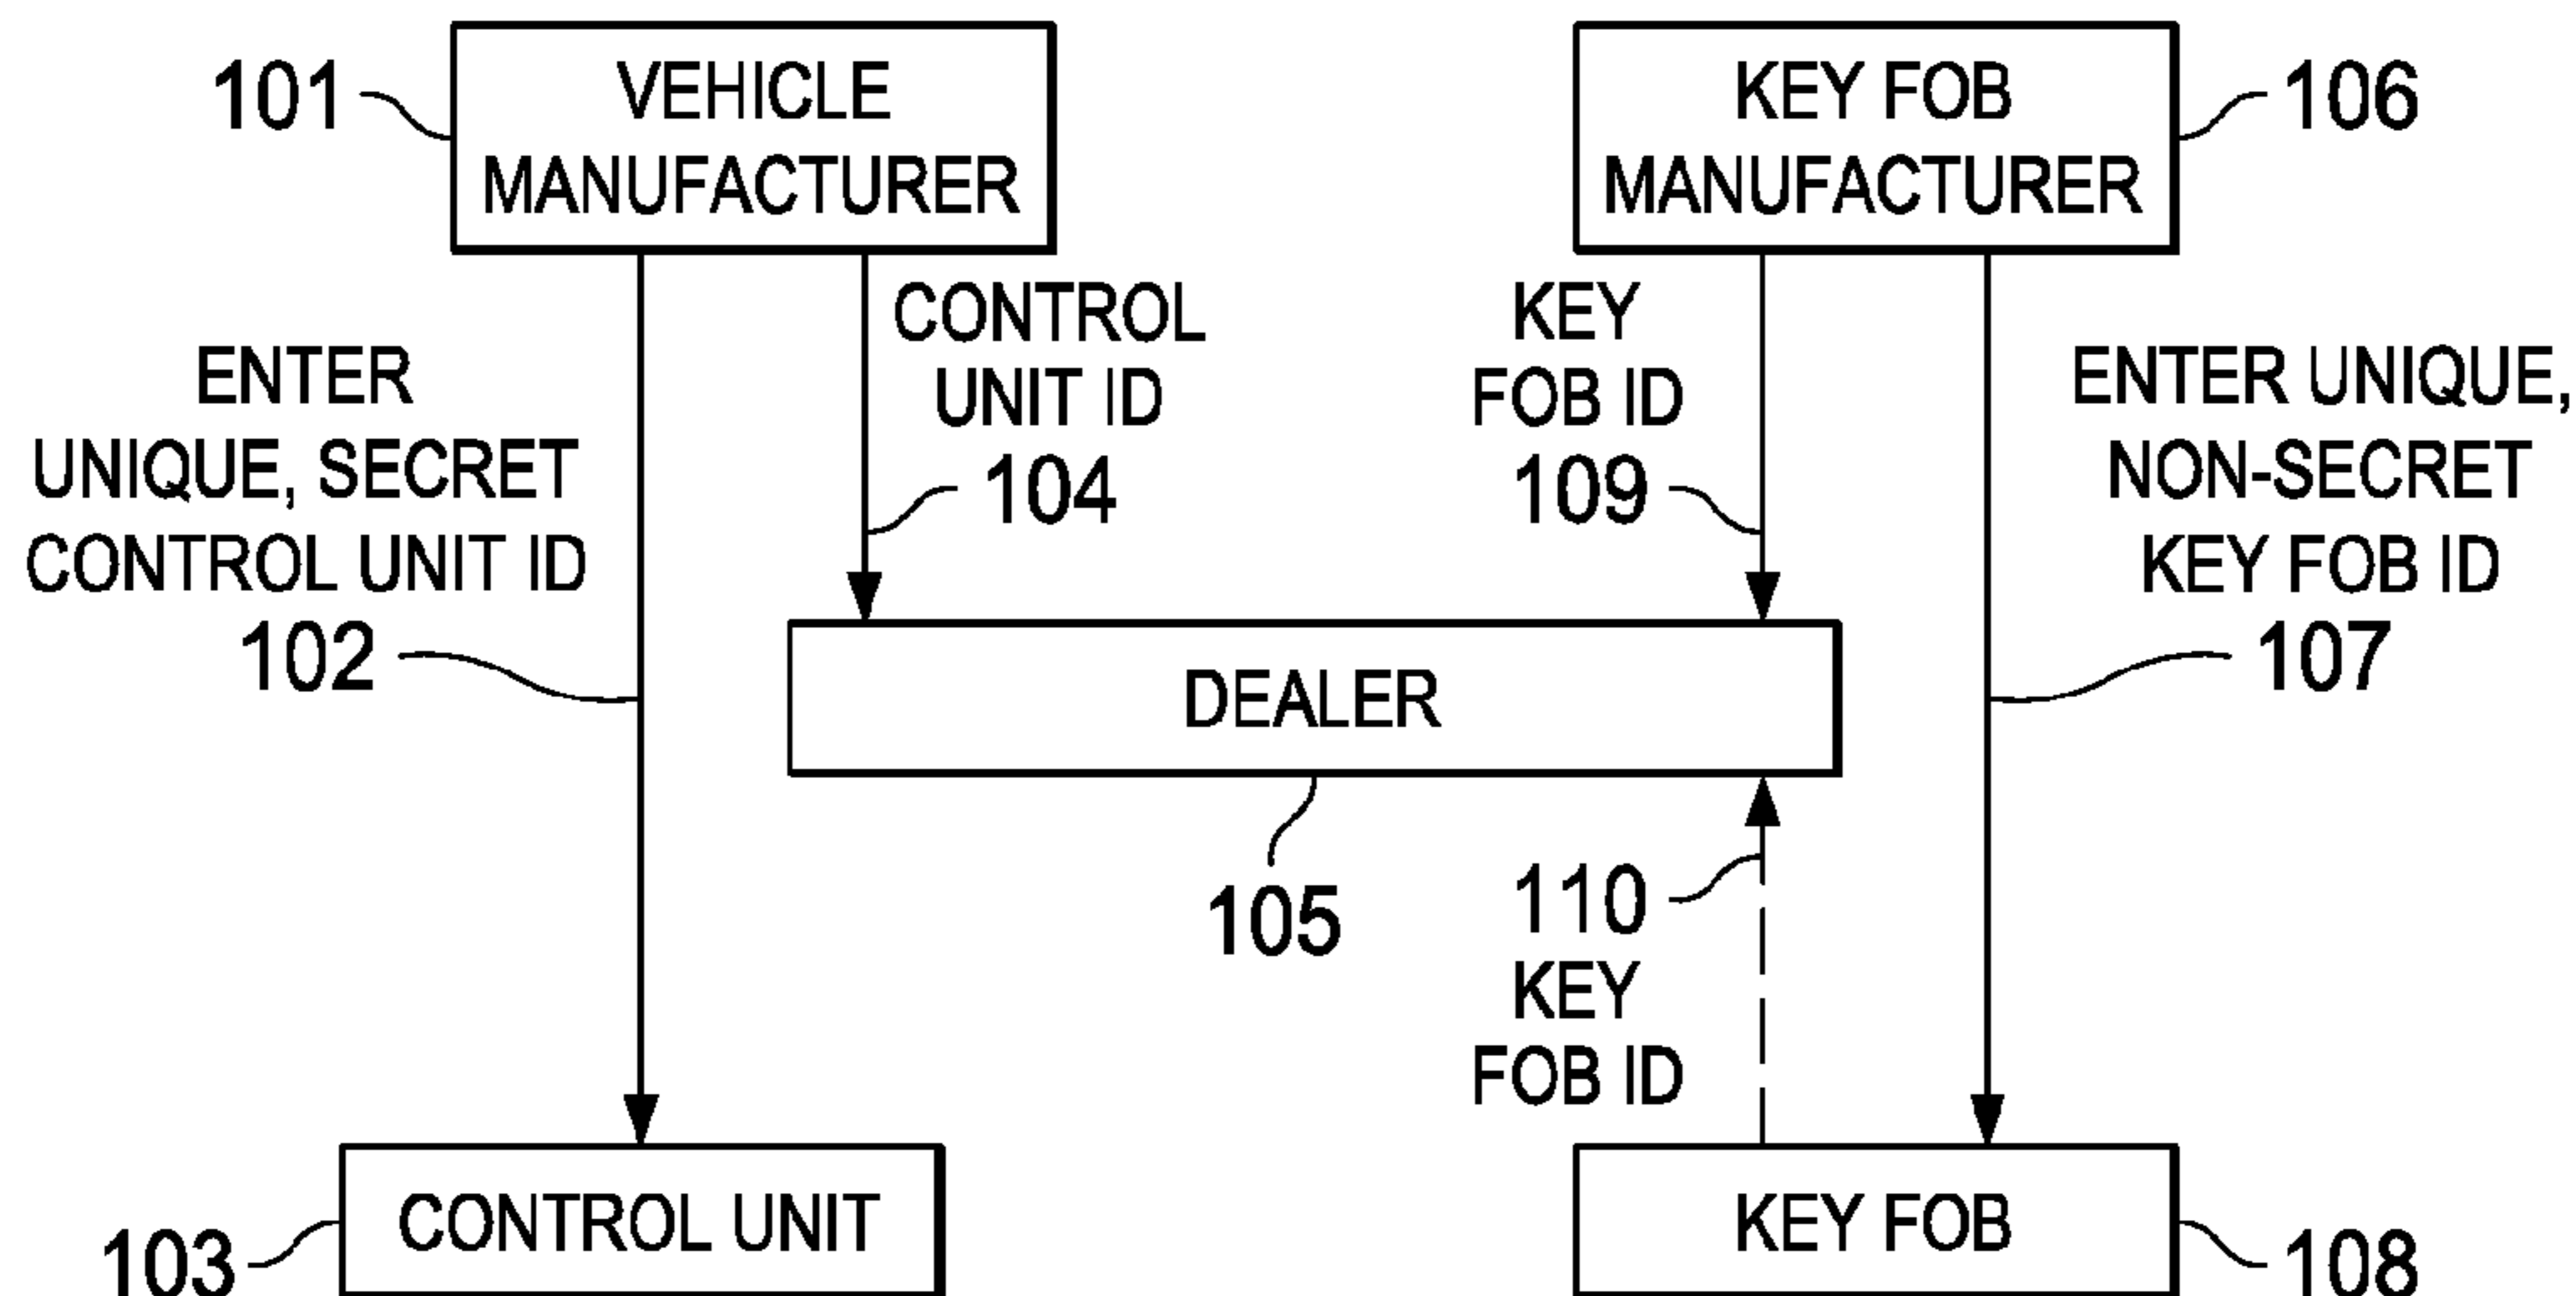 101
VEHICLE
MANUFACTURER
KEY FOB
MANUFACTURER
106
ENTER
UNIQUE, SECRET
CONTROL UNIT ID
102
CONTROL
UNIT ID
104
KEY
FOB ID
109
ENTER UNIQUE,
NON-SECRET
KEY FOB ID
107
DEALER
105
110
KEY
FOB ID
103
CONTROL UNIT
KEY FOB
108